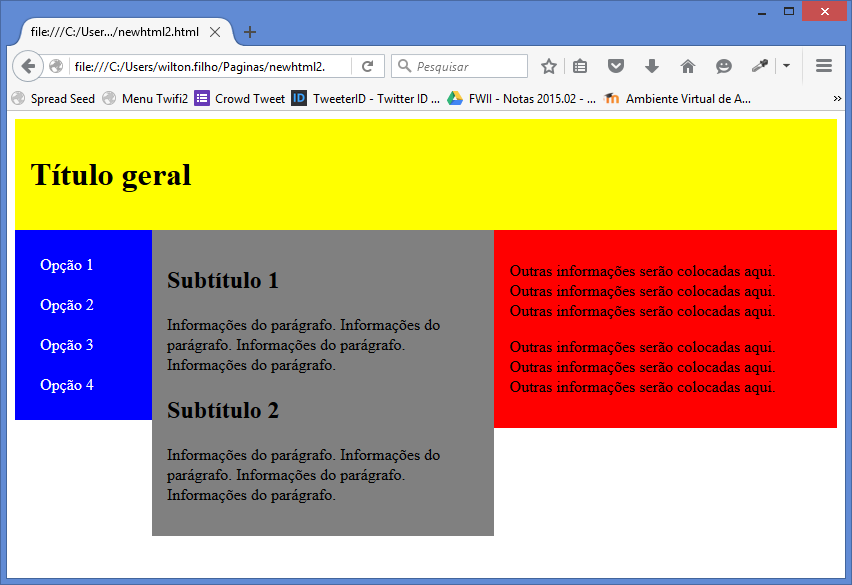 file:///C:/User.../newhtml2.html
file:///C:/Users/wilton.filho/Paginas/newhtml2.
Pesquisar
Spread Seed
Menu Twifi2
Crowd Tweet
ID
TweeterID - Twitter ID ...
FWII - Notas 2015.02 - ...
Ambiente Virtual de A...
Título geral
Opção 1
Opção 2
Opção 3
Opção 4
Subtítulo 1
Informações do parágrafo. Informações do
parágrafo. Informações do parágrafo.
Informações do parágrafo.
Subtítulo 2
Informações do parágrafo. Informações do
parágrafo. Informações do parágrafo.
Informações do parágrafo.
Outras informações serão colocadas aqui.
Outras informações serão colocadas aqui.
Outras informações serão colocadas aqui.
Outras informações serão colocadas aqui.
Outras informações serão colocadas aqui.
Outras informações serão colocadas aqui.